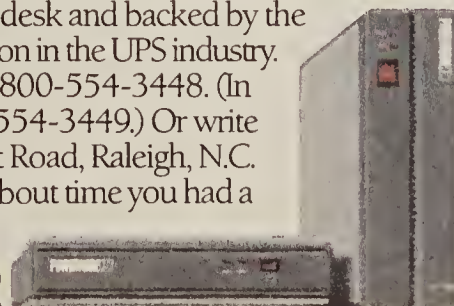 desk and backed by the
on in the UPS industry.
800-554-3448. (In
554-3449.) Or write
Road, Raleigh, N.C.
bout time you had a